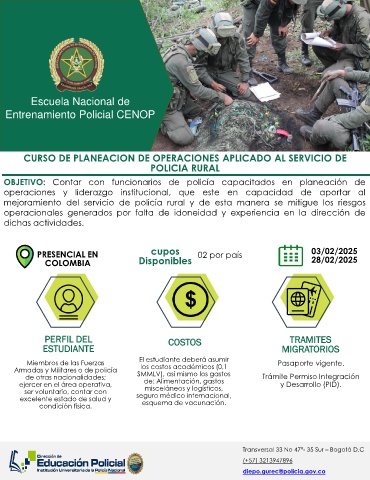 Escuela Nacional de
Entrenamiento Policial CENOP
CURSO DE PLANEACION DE OPERACIONES APLICADO AL SERVICIO DE
POLICIA RURAL
OBJETIVO: Contar con funcionarios de policía capacitados en planeación de
operaciones y liderazgo institucional, que este en capacidad de aportar al
mejoramiento del servicio de policía rural y de esta manera se mitigue los riesgos
operacionales generados por falta de idoneidad y experiencia en la dirección de
dichas actividades.
PRESENCIAL EN
COLOMBIA
cupos
Disponibles
02 por país
03/02/2025
28/02/2025
PERFIL DEL
ESTUDIANTE
Miembros de las Fuerzas
Armadas y Militares o de policía
de otras nacionalidades;
ejercer en el área operativa,
ser voluntario, contar con
excelente estado de salud y
condición física.
$
COSTOS
El estudiante deberá asumir
los costos académicos (0.1
SMMLV), así mismo los gastos
de: Alimentación, gastos
misceláneos y logísticos,
seguro médico internacional,
esquema de vacunación.
TRAMITES
MIGRATORIOS
Pasaporte vigente.
Trámite Permiso Integración
y Desarrollo (PID).
Dirección de
Educación Policial
Institución Universitaria de la Policía Nacional
Transversal 33 No 47ª- 35 Sur – Bogotá D.C
(+57) 3213947896
diepo.gurec@policia.gov.co